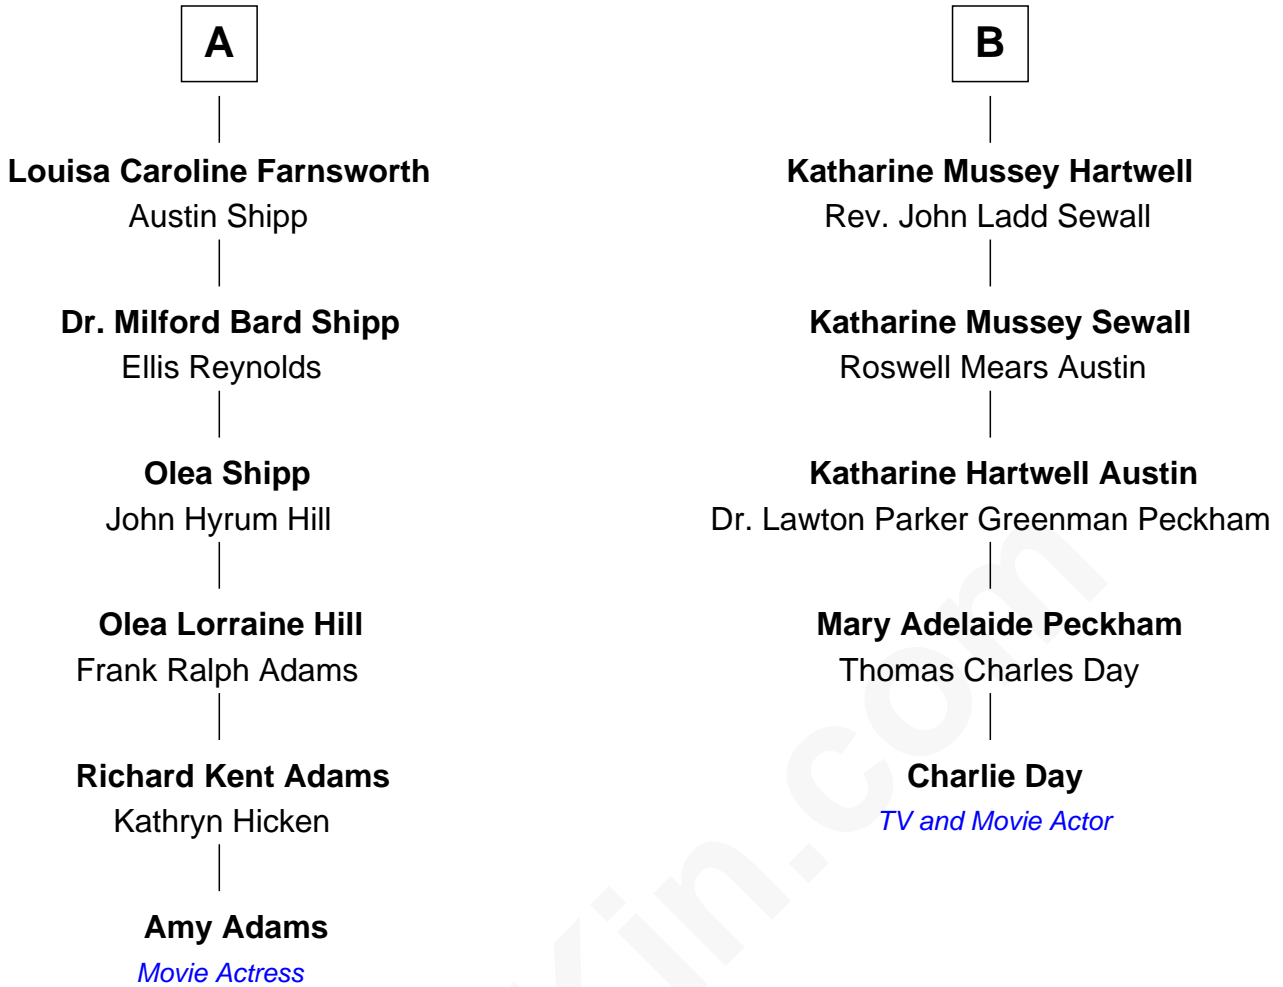 A
Louisa Caroline Farnsworth
Austin Shipp
Dr. Milford Bard Shipp
Ellis Reynolds
Olea Shipp
John Hyrum Hill
Olea Lorraine Hill
Frank Ralph Adams
Richard Kent Adams
Kathryn Hicken
Amy Adams
Movie Actress
B
Katharine Mussey Hartwell
Rev. John Ladd Sewall
Katharine Mussey Sewall
Roswell Mears Austin
Katharine Hartwell Austin
Dr. Lawton Parker Greenman Peckham
Mary Adelaide Peckham
Thomas Charles Day
Charlie Day
TV and Movie Actor
Kin.com